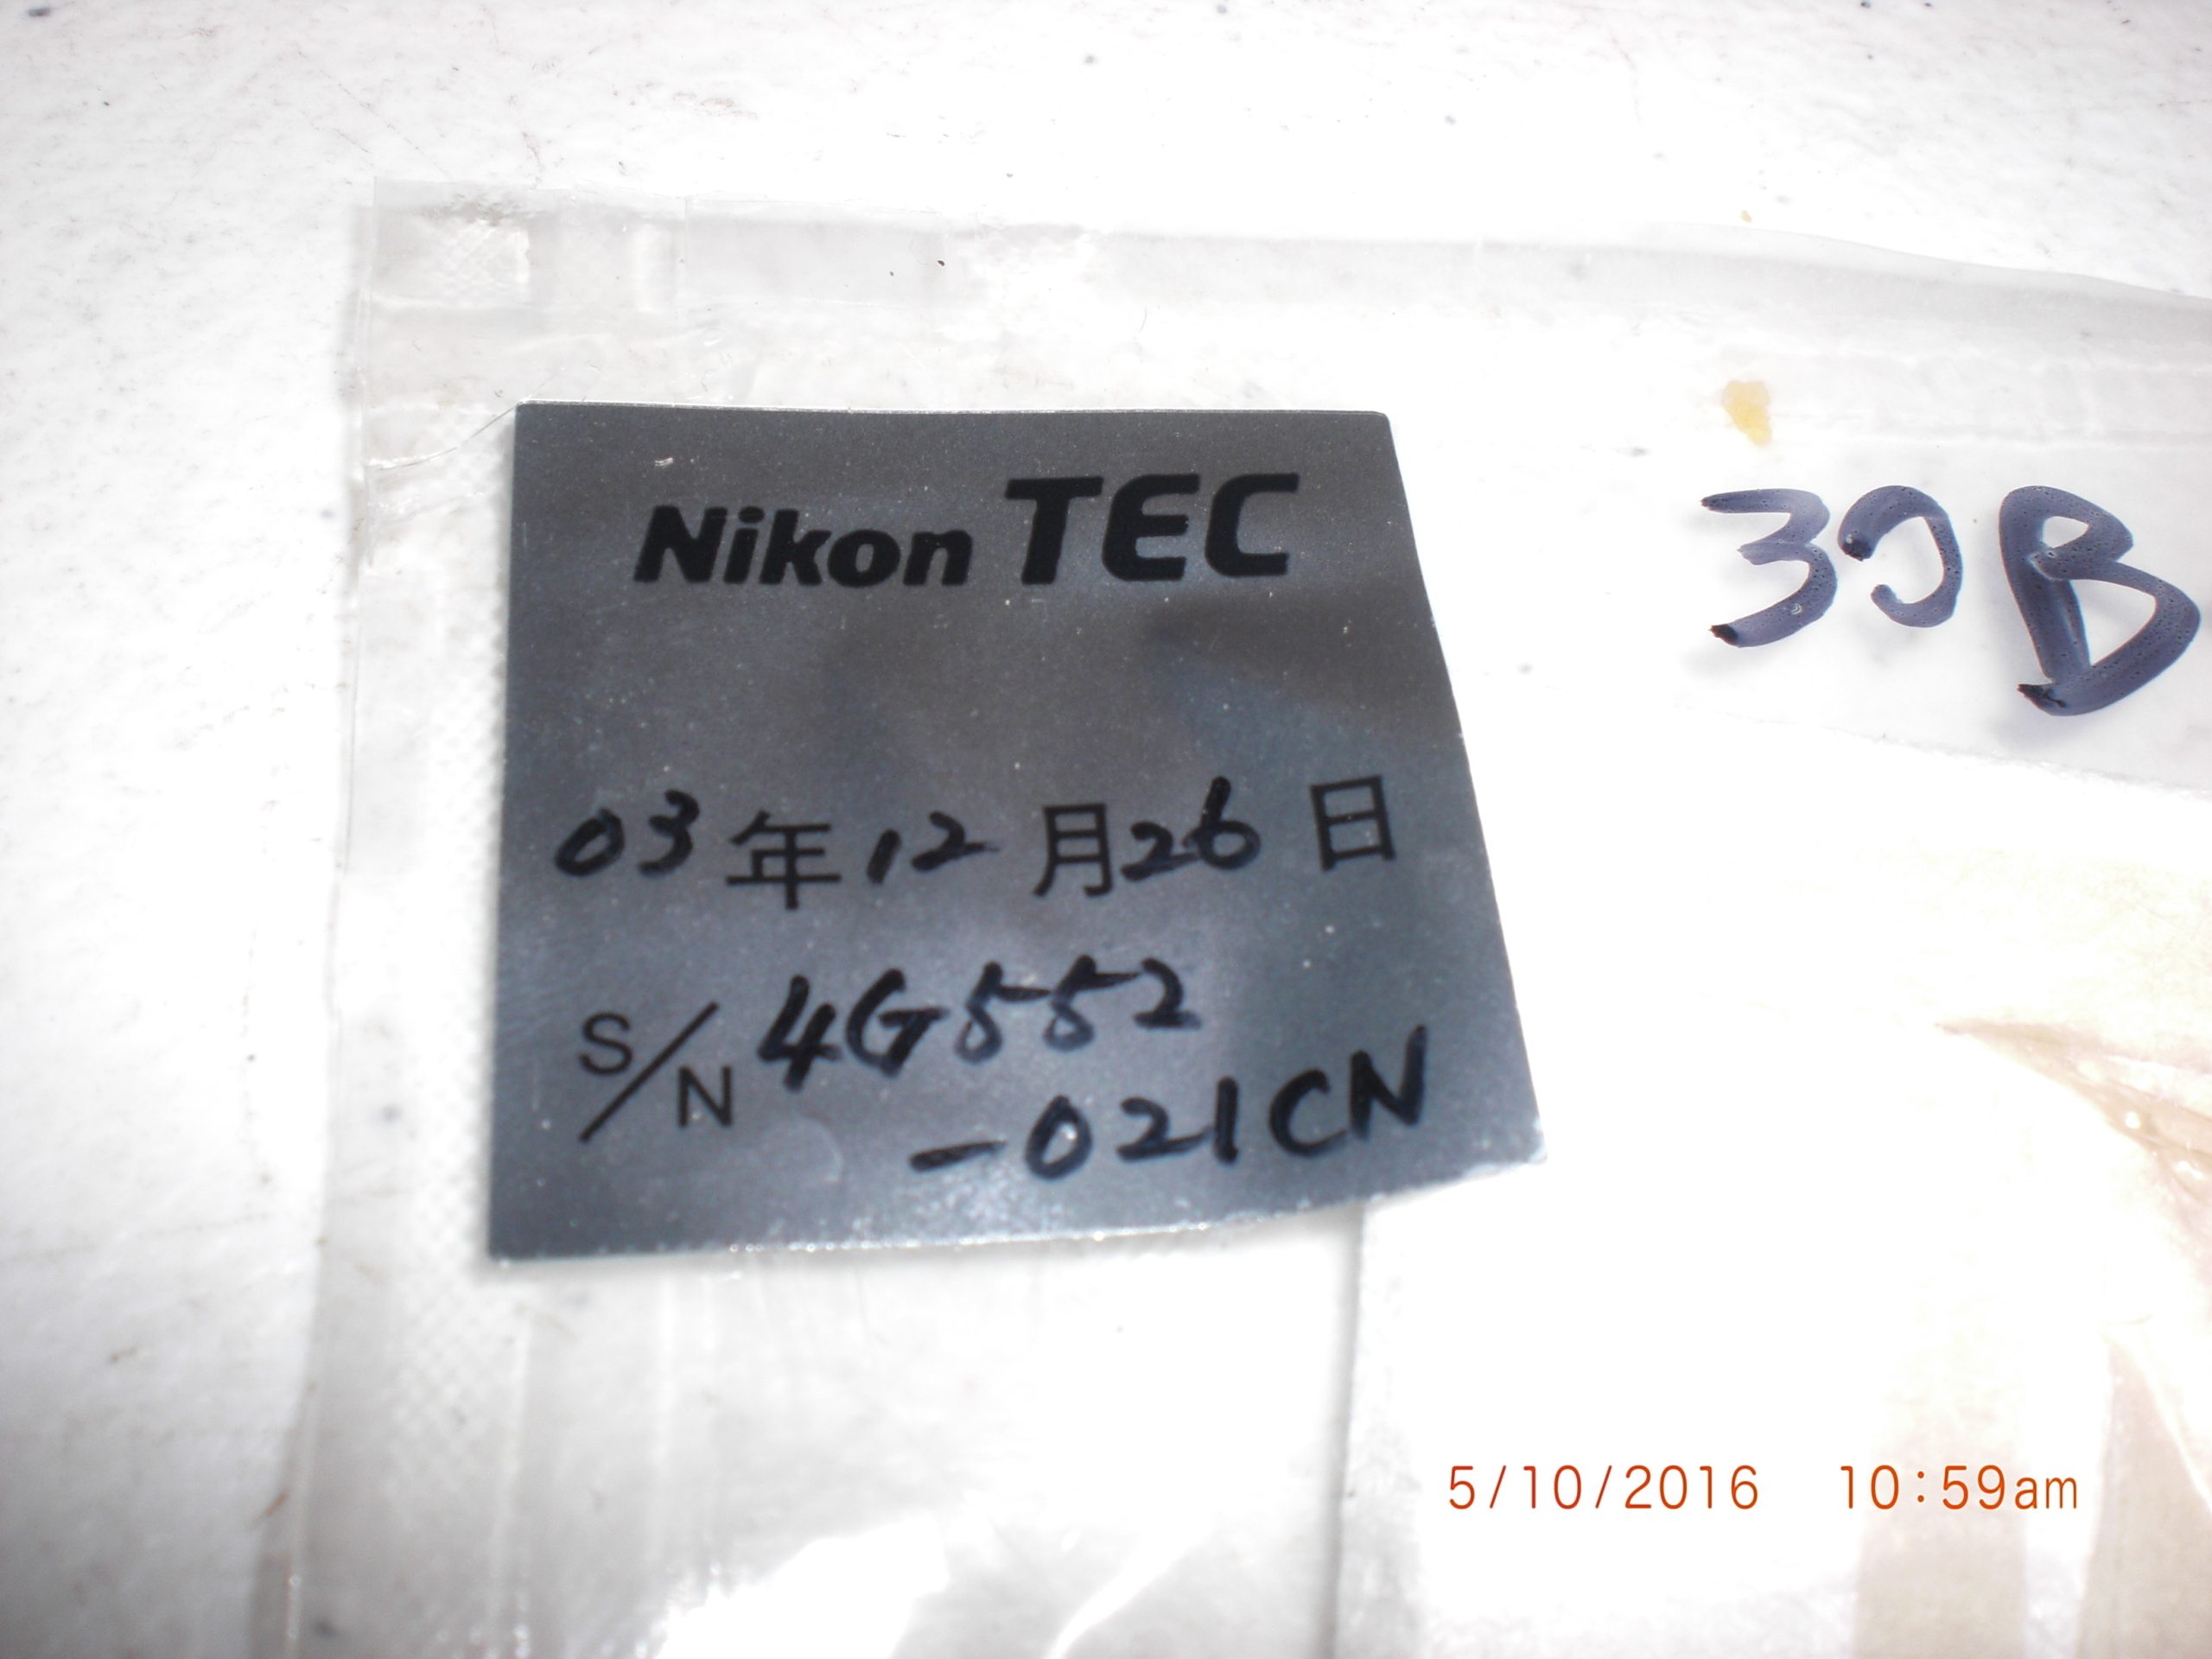 Nikon TEC
30B
03年12月26日
S/N 4G552
-021CN
5/10/2016 10:59am